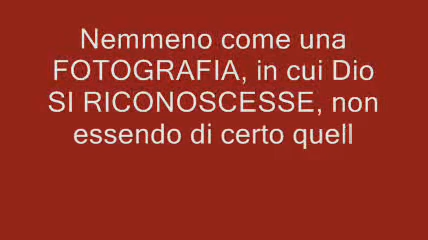 Nemmeno come una
FOTOGRAFIA, in cui Dio
SI RICONOSCESSE, non
essendo di certo quell